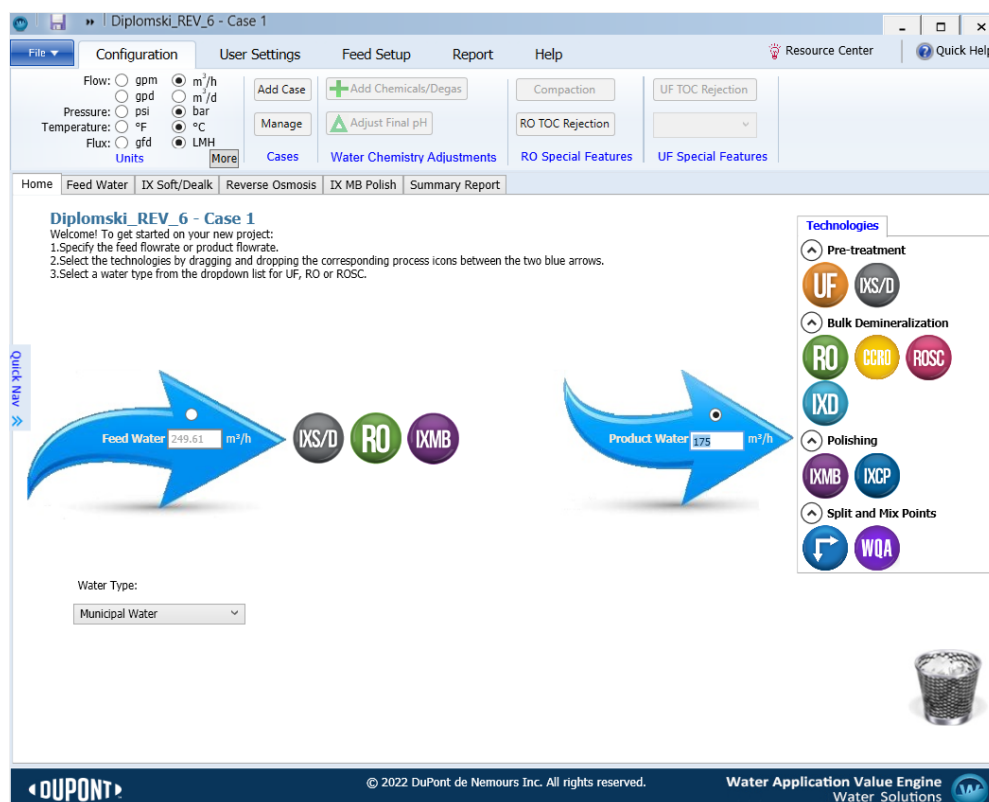 » Diplomski_REV_6 - Case 1
File Configuration User Settings Feed Setup Report Help Resource Center Quick Help
Flow: gpm m³/h
gpd m³/d
Pressure: psi bar
Temperature: °F °C
Flux: gfd LMH
Units More
Add Case
Manage
Cases
Add Chemicals/Degas
Adjust Final pH
Water Chemistry Adjustments
Compaction
RO TOC Rejection
RO Special Features
UF TOC Rejection
UF Special Features
Home Feed Water IX Soft/Dealk Reverse Osmosis IX MB Polish Summary Report
Diplomski_REV_6 - Case 1
Welcome! To get started on your new project:
1.Specify the feed flowrate or product flowrate.
2.Select the technologies by dragging and dropping the corresponding process icons between the two blue arrows.
3.Select a water type from the dropdown list for UF, RO or ROSC.
Quick Nav »
Feed Water 249.61 m³/h
IXS/D RO IXMB
Product Water 175 m³/h
Technologies
Pre-treatment
UF IXS/D
Bulk Demineralization
RO CCRO ROSC
IXD
Polishing
IXMB IXCP
Split and Mix Points
WQA
Water Type:
Municipal Water
DUPONT
© 2022 DuPont de Nemours Inc. All rights reserved.
Water Application Value Engine
Water Solutions